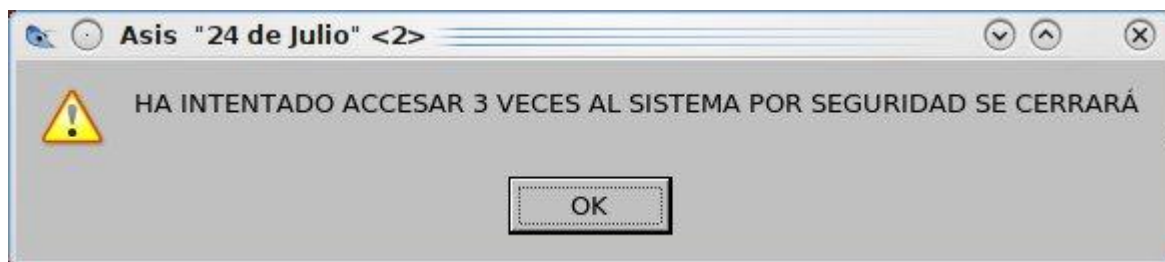 Asis "24 de Julio" <2>
HA INTENTADO ACCESAR 3 VECES AL SISTEMA POR SEGURIDAD SE CERRARÁ
OK